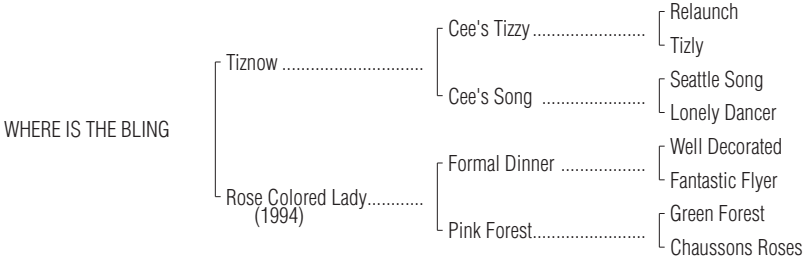 Relaunch
Cee's Tizzy........................
Tizly
Tiznow ..............................
Seattle Song
Cee's Song ......................
Lonely Dancer
WHERE IS THE BLING
Well Decorated
Formal Dinner ..................
Fantastic Flyer
Rose Colored Lady............
(1994)
Green Forest
Pink Forest........................
Chaussons Roses